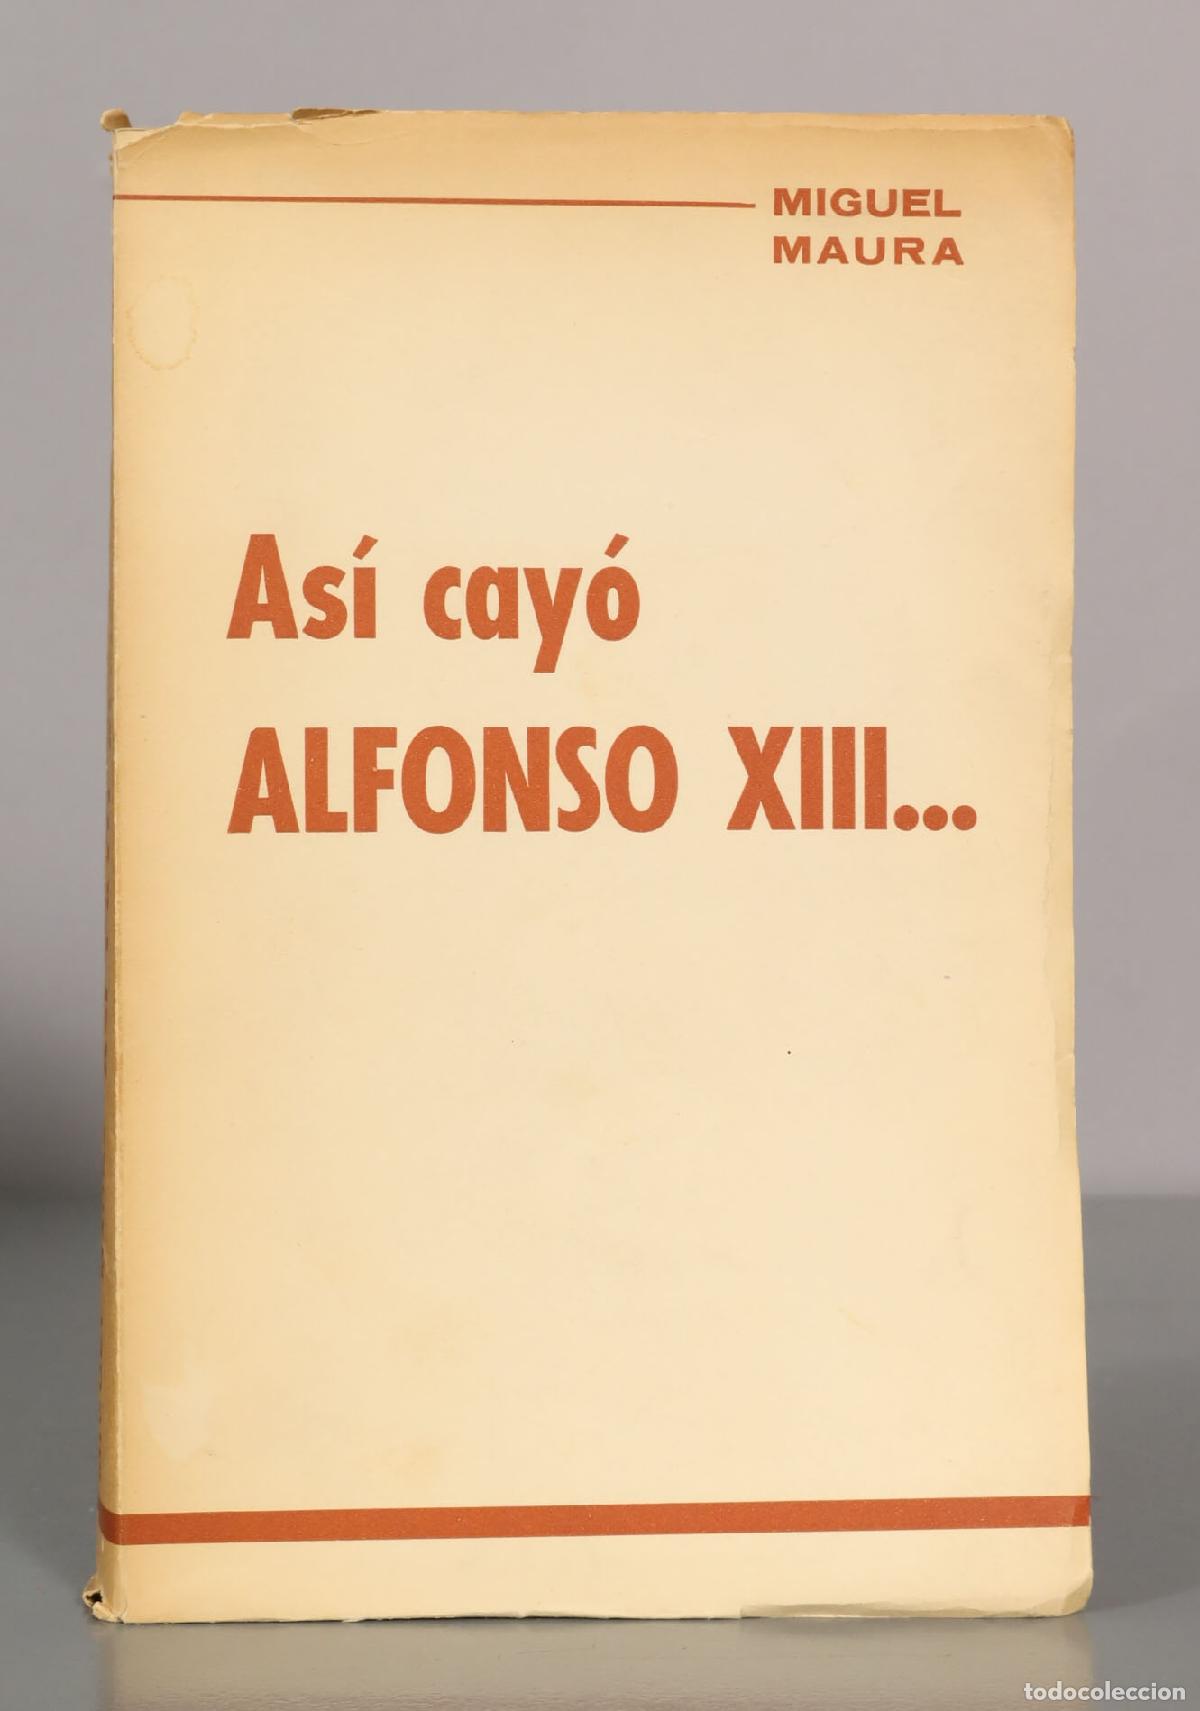 MIGUEL
MAURA
Así cayó
ALFONSO XIII...
todocoleccion